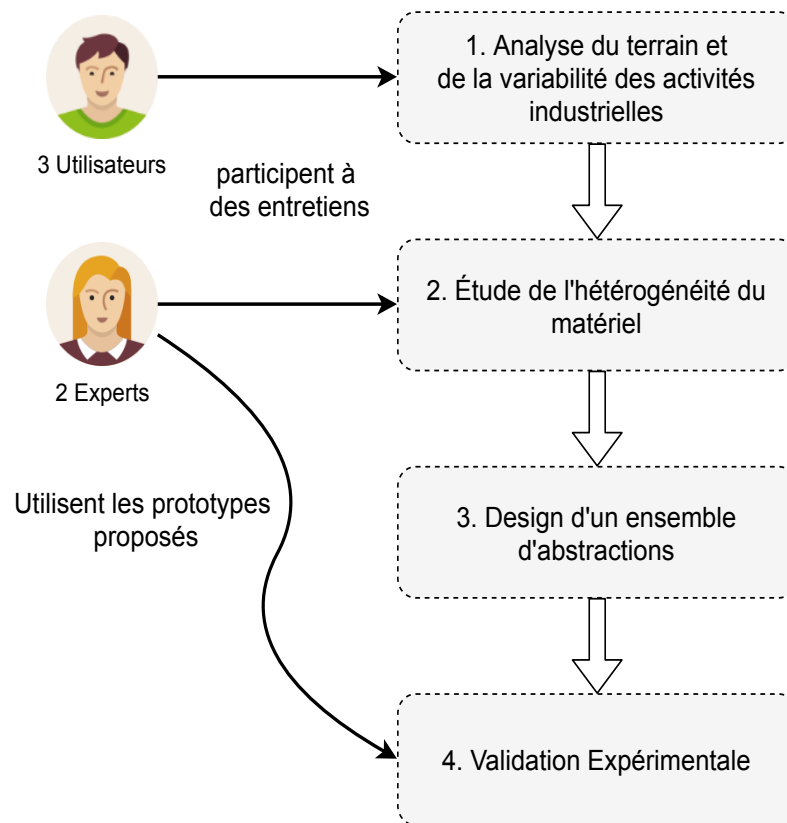 1. Analyse du terrain et
de la variabilité des activités
industrielles
3 Utilisateurs
participent à
des entretiens
2. Étude de l'hétérogénéité du
matériel
2 Experts
Utilisent les prototypes
proposés
3. Design d'un ensemble
d'abstractions
4. Validation Expérimentale